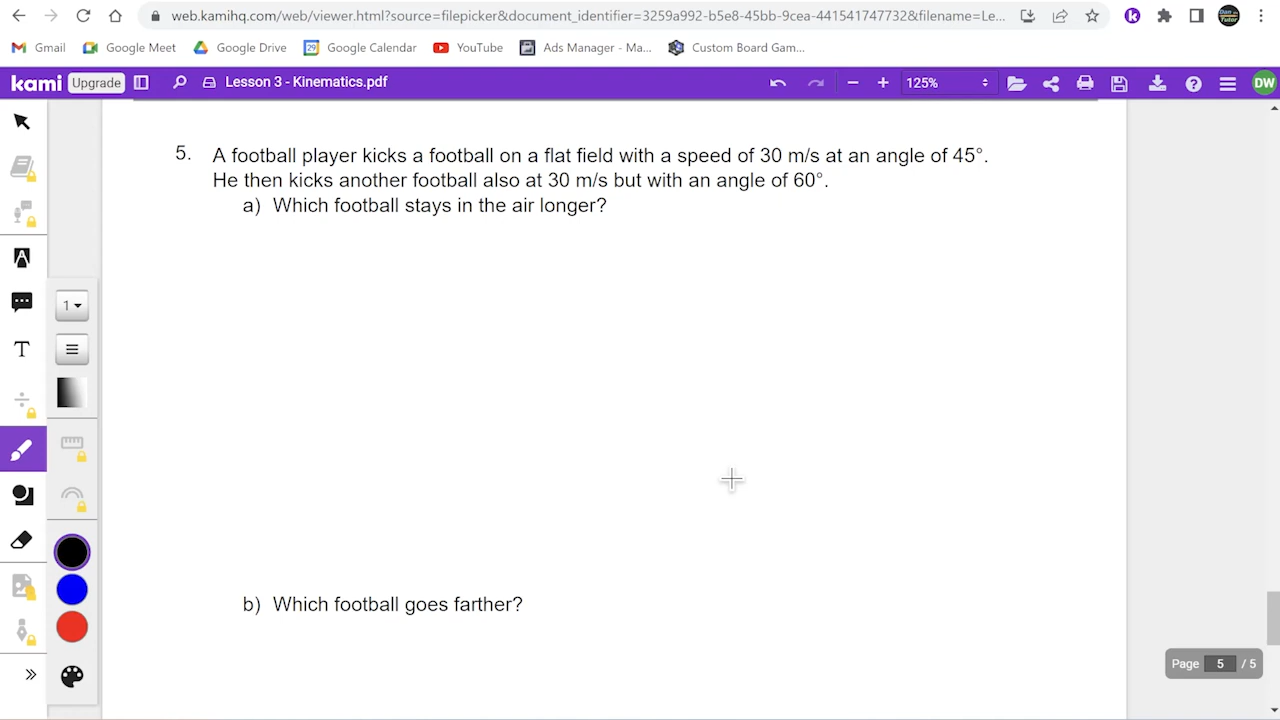 web.kamihq.com/web/viewer.html?source=filepicker&document_identifier=3259a992-b5e8-45bb-9cea-441541747732&filename=Le...
Gmail Google Meet Google Drive 29 Google Calendar YouTube Ads Manager - Ma... Custom Board Gam...
kami Upgrade Lesson 3 - Kinematics.pdf 125% DW
5. A football player kicks a football on a flat field with a speed of 30 m/s at an angle of 45°.
He then kicks another football also at 30 m/s but with an angle of 60°.
a) Which football stays in the air longer?
1
T
b) Which football goes farther?
Page 5 / 5